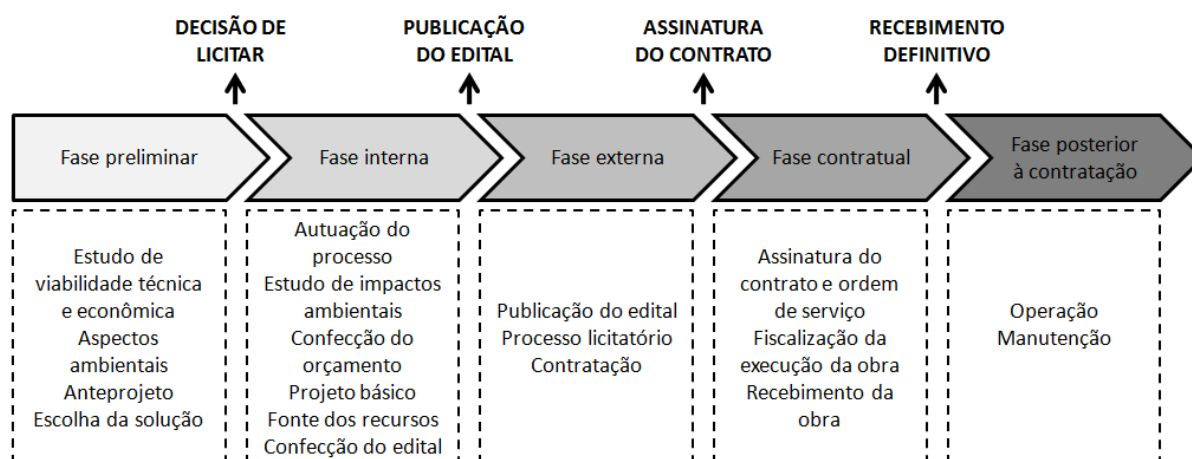 DECISÃO DE
LICITAR
PUBLICAÇÃO
DO EDITAL
ASSINATURA
DO CONTRATO
RECEBIMENTO
DEFINITIVO
Fase preliminar
Fase interna
Fase externa
Fase contratual
Fase posterior
à contratação
Estudo de
viabilidade técnica
e econômica
Aspectos
ambientais
Anteprojeto
Escolha da solução
Autuação do
processo
Estudo de impactos
ambientais
Confecção do
orçamento
Projeto básico
Fonte dos recursos
Confecção do edital
Publicação do edital
Processo licitatório
Contratação
Assinatura do
contrato e ordem
de serviço
Fiscalização da
execução da obra
Recebimento da
obra
Operação
Manutenção